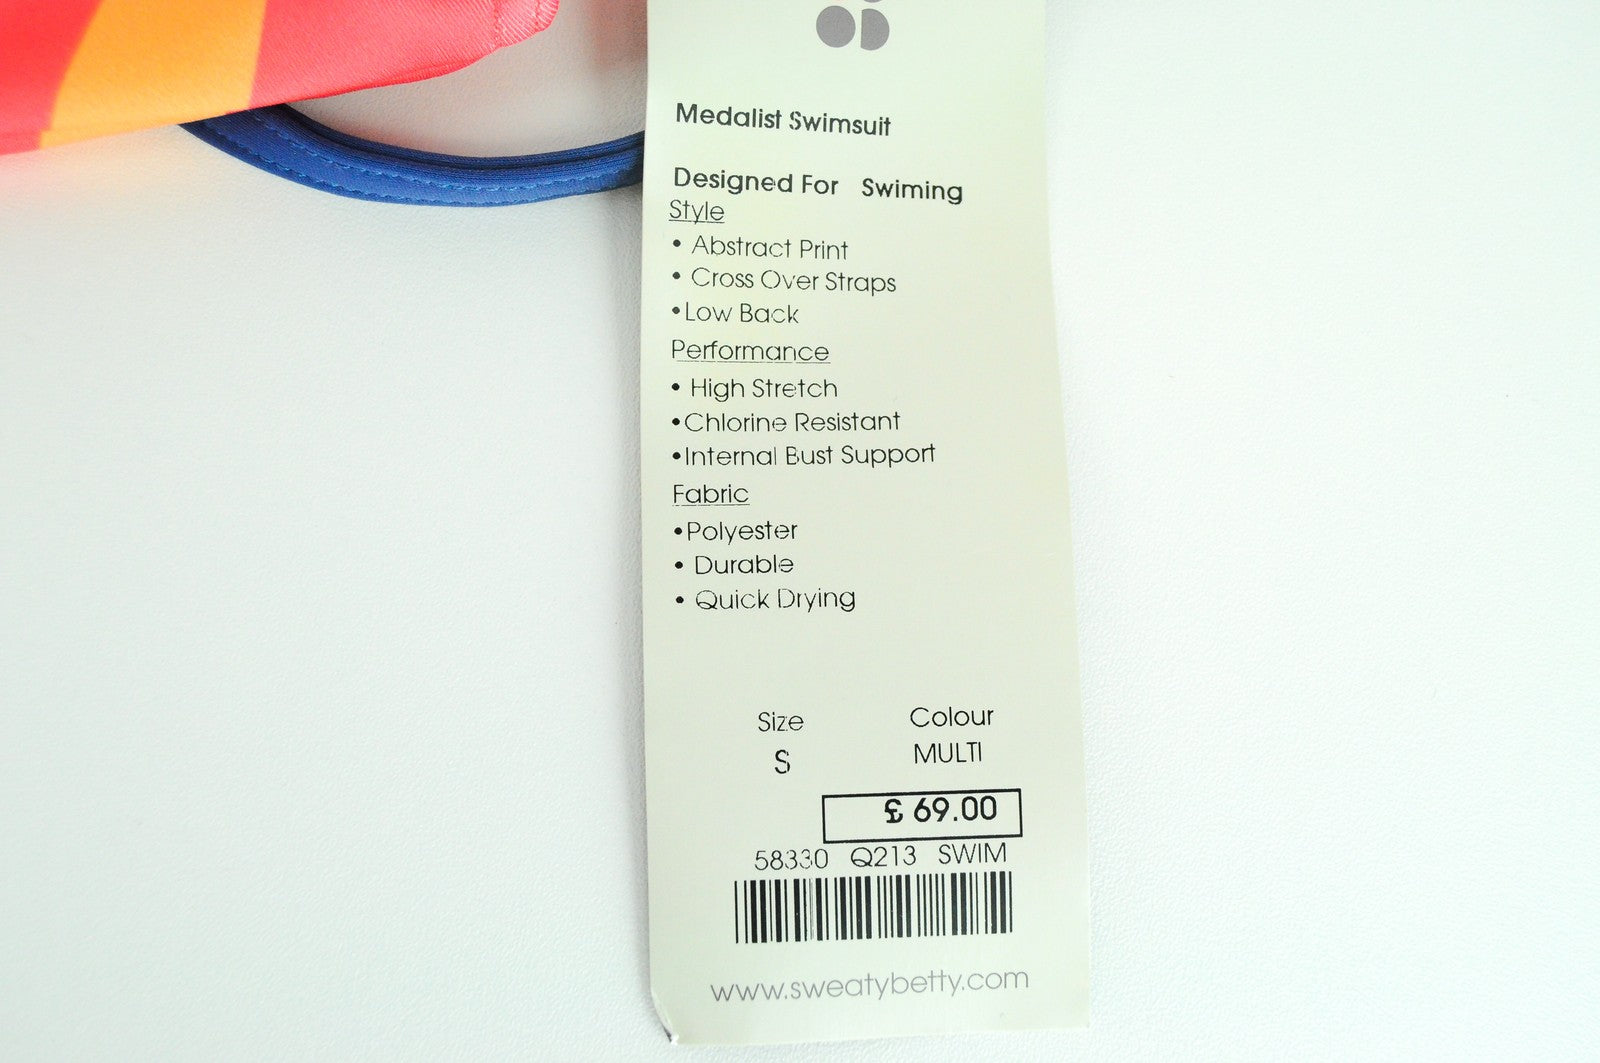 Medalist Swimsuit
Designed For Swiming
Style
• Abstract Print
• Cross Over Straps
•Low Back
Performance
• High Stretch
•Chlorine Resistant
•Internal Bust Support
Fabric
•Polyester
• Durable
• Quick Drying
Size Colour
S MULTI
£ 69.00
58330 Q213 SWIM
www.sweatybetty.com